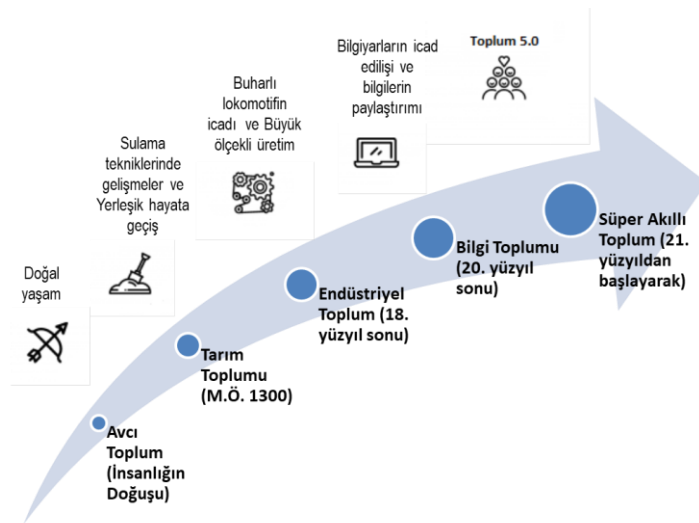 Doğal
yaşam
Sulama
tekniklerinde
gelişmeler ve
Yerleşik hayata
geçiş
Buharlı
lokomotifin
icadı ve Büyük
ölçekli üretim
Bilgiyarların icad
edilişi ve
bilgilerin
paylaştırımı
Toplum 5.0
Avcı
Toplum
(İnsanlığın
Doğuşu)
Tarım
Toplumu
(M.Ö. 1300)
Endüstriyel
Toplum (18.
yüzyıl sonu)
Bilgi Toplumu
(20. yüzyıl
sonu)
Süper Akıllı
Toplum (21.
yüzyıldan
başlayarak)